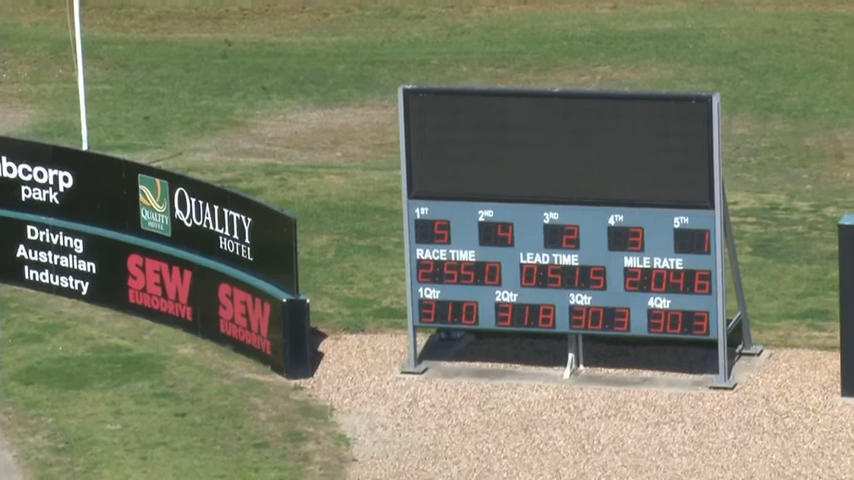 abcorp
park
QUALITY
HOTEL
QUALITY
HOTEL
Driving
Australian
Industry
SEW
EURODRIVE
SEW
EURODRIVE
1ST 2ND 3RD 4TH 5TH
5 4 2 3 1
RACE TIME LEAD TIME MILE RATE
2:55.0 0:51.5 2:04.6
1Qtr 2Qtr 3Qtr 4Qtr
31.0 31.8 30.3 30.3